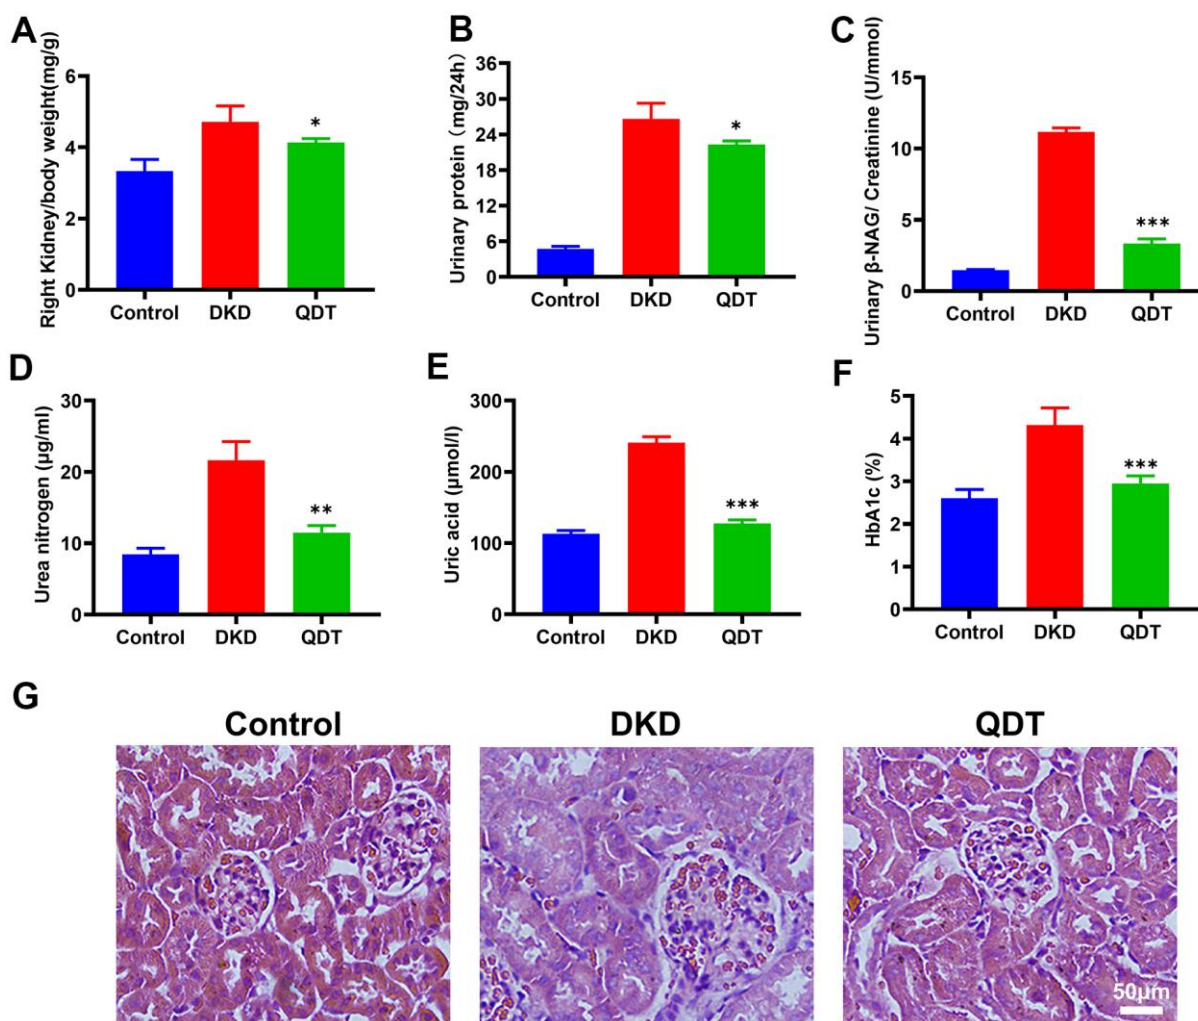 A
Right Kidney/body weight(mg/g)
6
4
2
0
*
Control DKD QDT
B
Urinary protein（mg/24h)
36
30
24
18
12
6
0
*
Control DKD QDT
C
Urinary β-NAG/ Creatinine (U/mmol)
15
10
5
0
***
Control DKD QDT
D
Urea nitrogen (μg/ml)
30
20
10
0
**
Control DKD QDT
E
Uric acid (μmol/l)
300
200
100
0
***
Control DKD QDT
F
HbA1c (%)
5
4
3
2
1
0
***
Control DKD QDT
G
Control DKD QDT
50μm